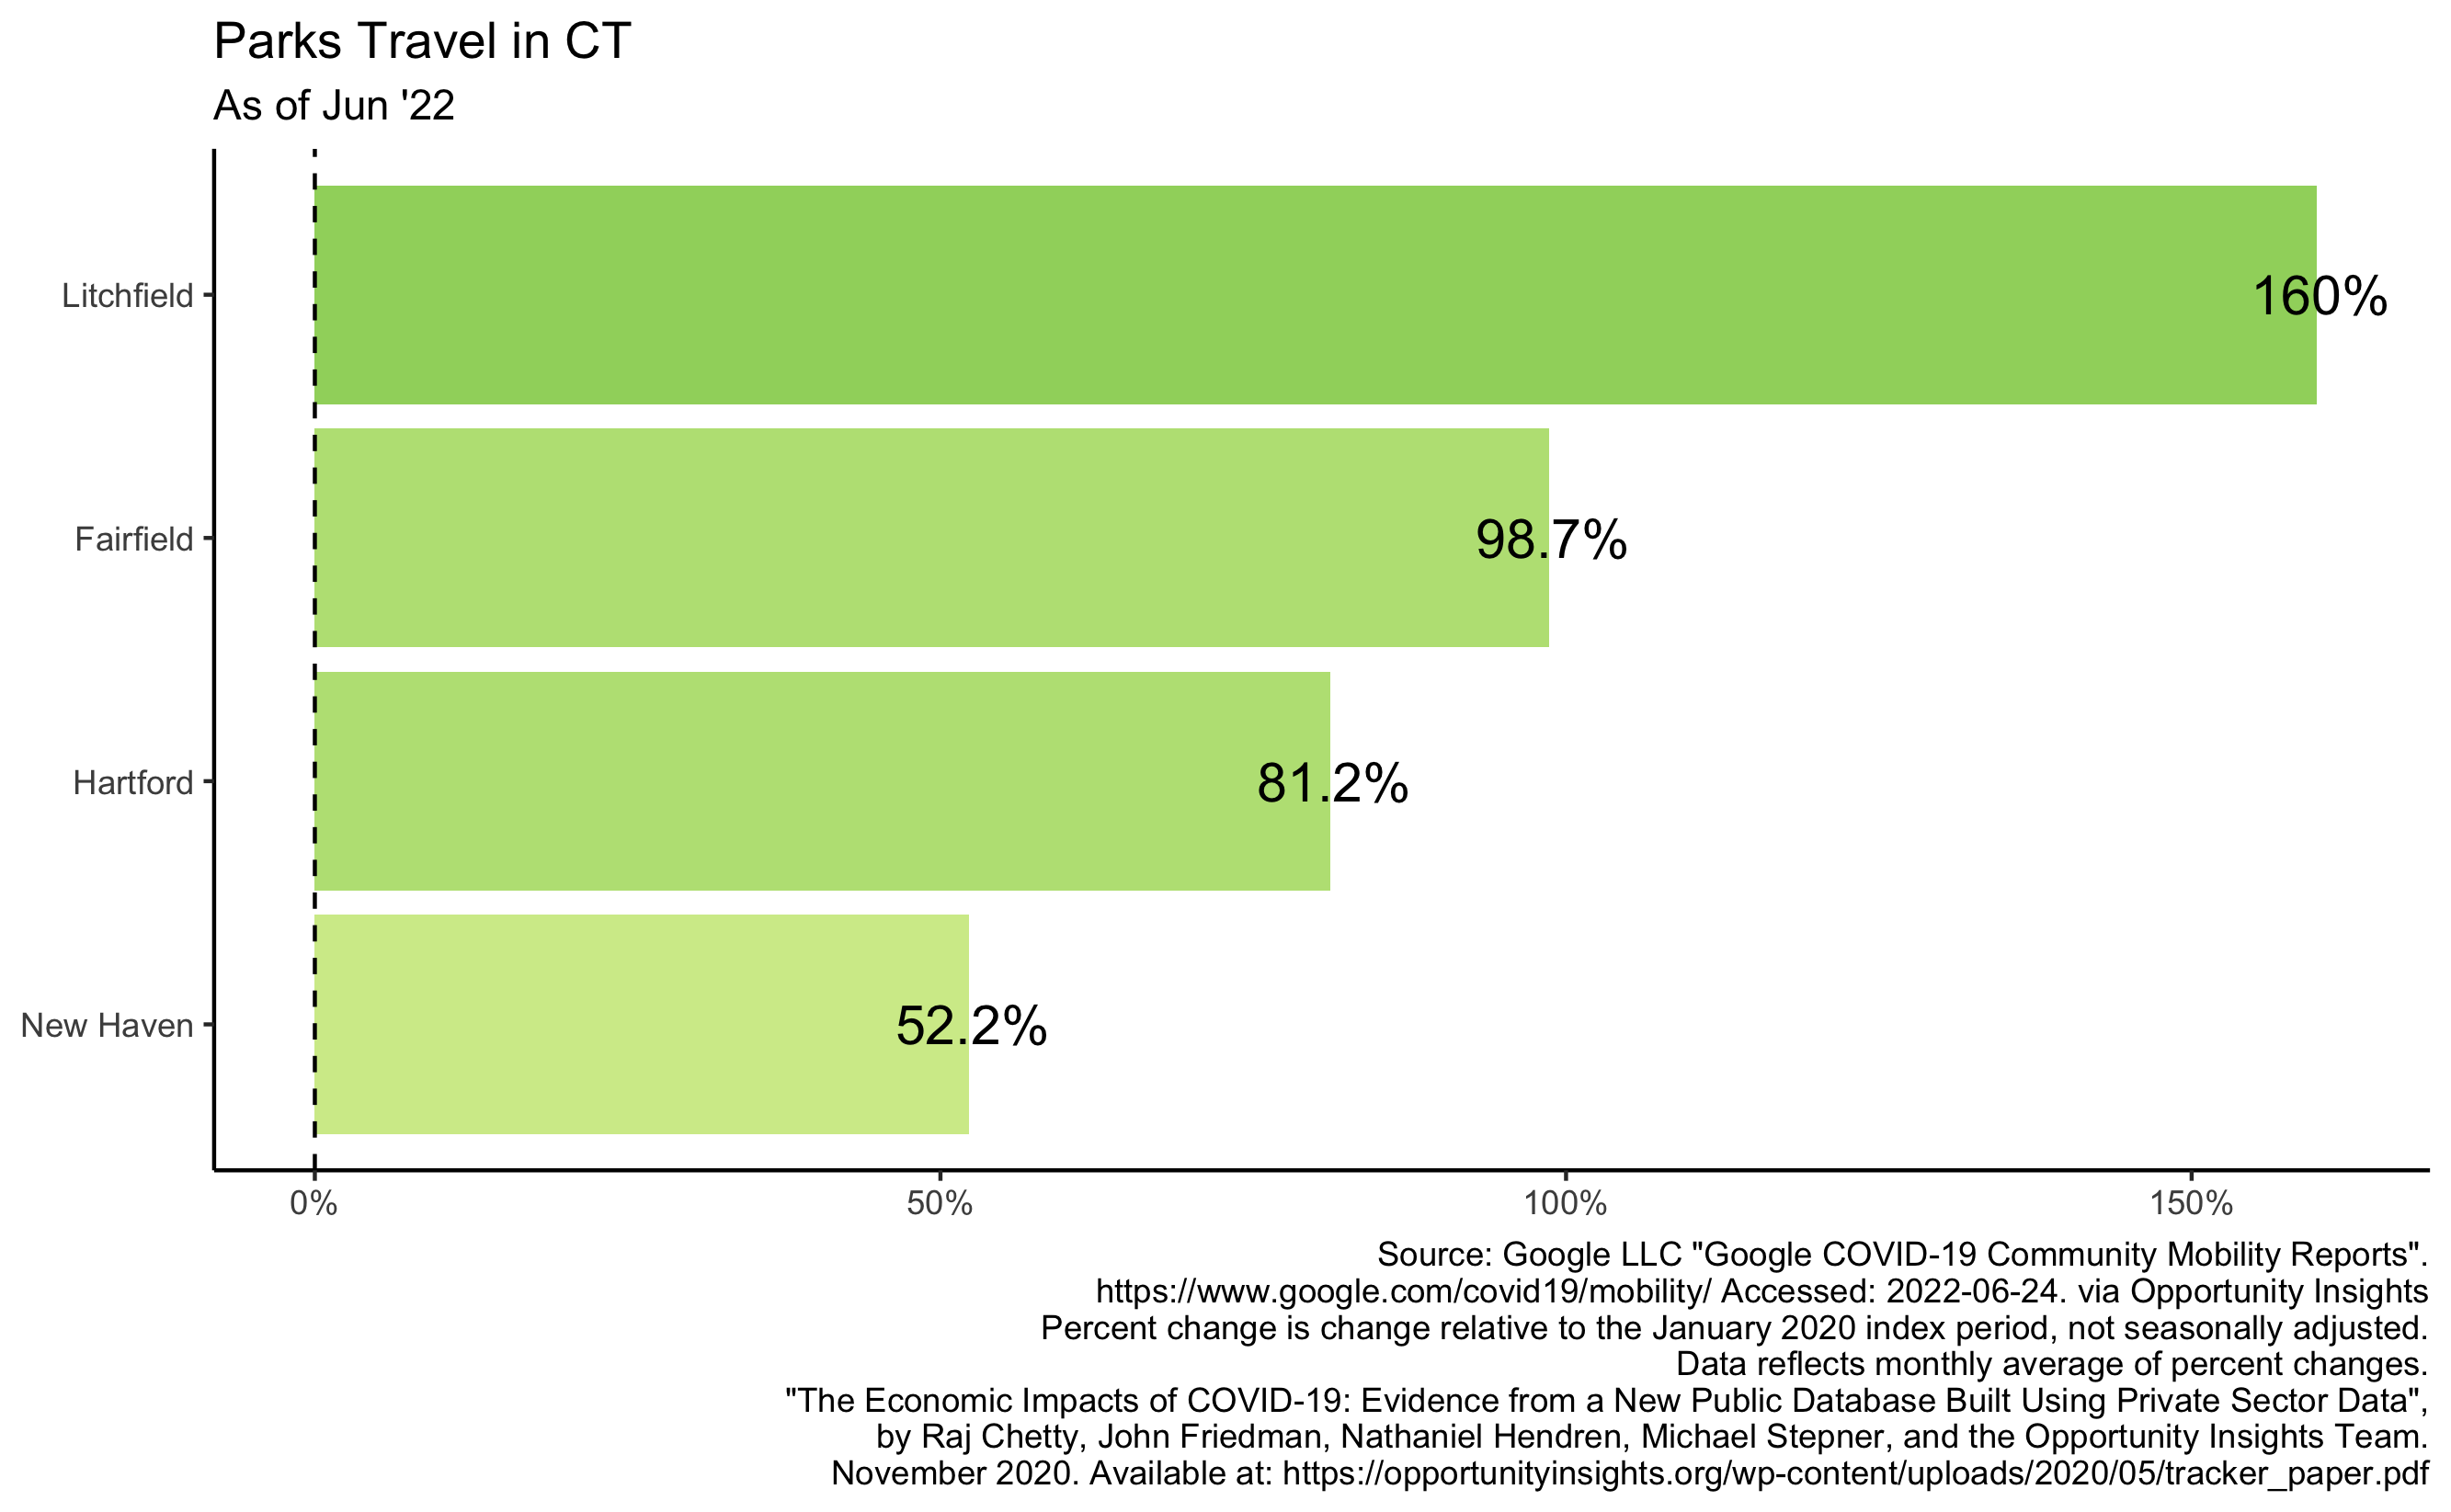 Parks Travel in CT
As of Jun '22
Litchfield
160%
Fairfield
98.7%
Hartford
81.2%
New Haven
52.2%
0% 50% 100% 150%
Source: Google LLC "Google COVID-19 Community Mobility Reports".
https://www.google.com/covid19/mobility/ Accessed: 2022-06-24. via Opportunity Insights
Percent change is change relative to the January 2020 index period, not seasonally adjusted.
Data reflects monthly average of percent changes.
"The Economic Impacts of COVID-19: Evidence from a New Public Database Built Using Private Sector Data",
by Raj Chetty, John Friedman, Nathaniel Hendren, Michael Stepner, and the Opportunity Insights Team.
November 2020. Available at: https://opportunityinsights.org/wp-content/uploads/2020/05/tracker_paper.pdf